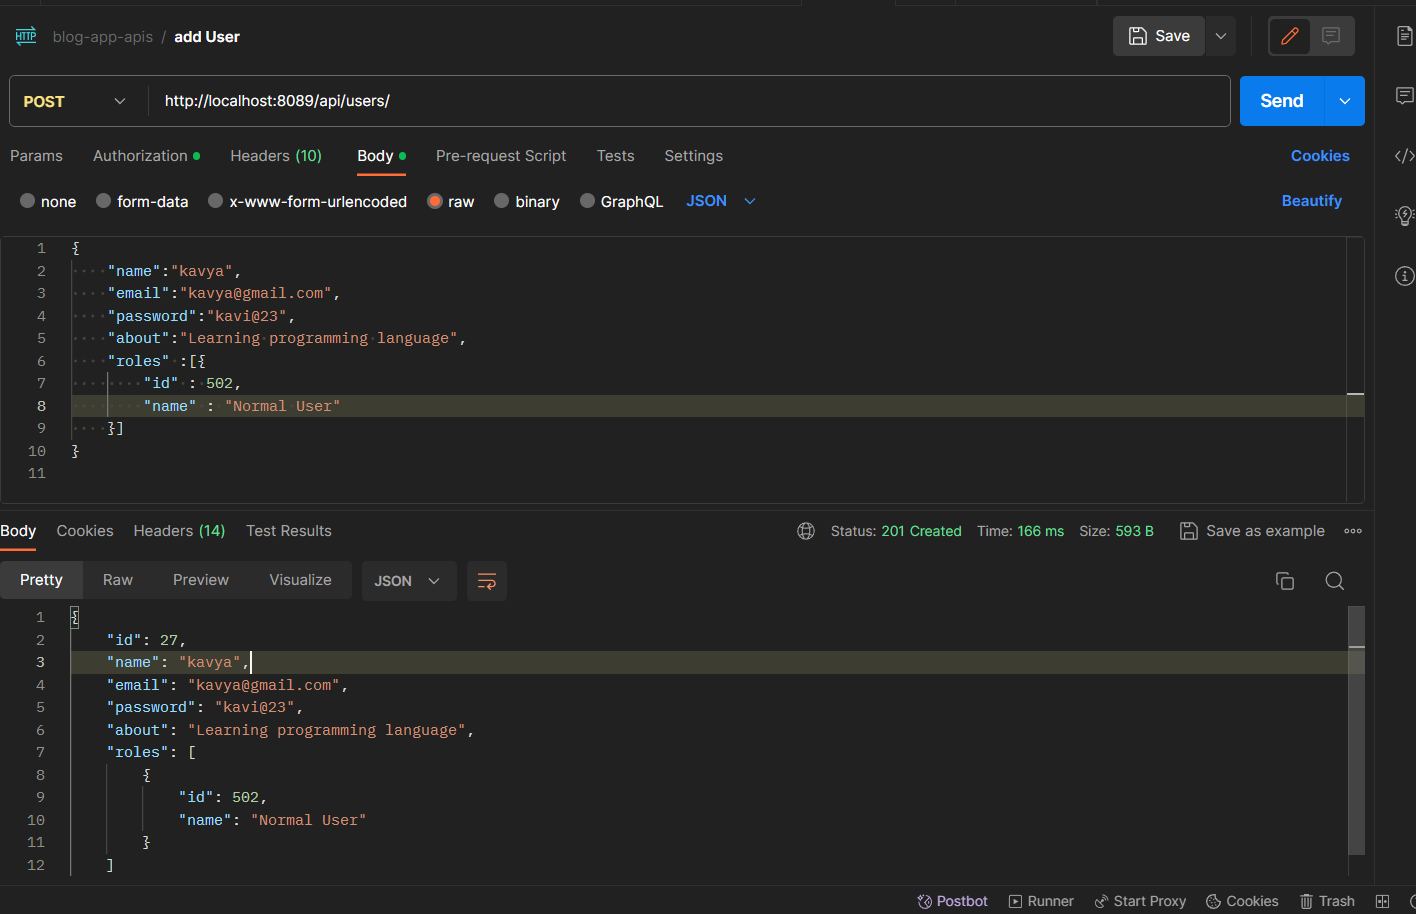 HTTP blog-app-apis / add User Save
POST http://localhost:8089/api/users/ Send
Params Authorization Headers (10) Body Pre-request Script Tests Settings Cookies
none form-data x-www-form-urlencoded raw binary GraphQL JSON Beautify
1 {
2 "name":"kavya",
3 "email":"kavya@gmail.com",
4 "password":"kavi@23",
5 "about":"Learning programming language",
6 "roles" :[{
7 "id" : 502,
8 "name" : "Normal User"
9 }]
10 }
11
Body Cookies Headers (14) Test Results Status: 201 Created Time: 166 ms Size: 593 B Save as example
Pretty Raw Preview Visualize JSON
1 {
2 "id": 27,
3 "name": "kavya",
4 "email": "kavya@gmail.com",
5 "password": "kavi@23",
6 "about": "Learning programming language",
7 "roles": [
8 {
9 "id": 502,
10 "name": "Normal User"
11 }
12 ]
Postbot Runner Start Proxy Cookies Trash